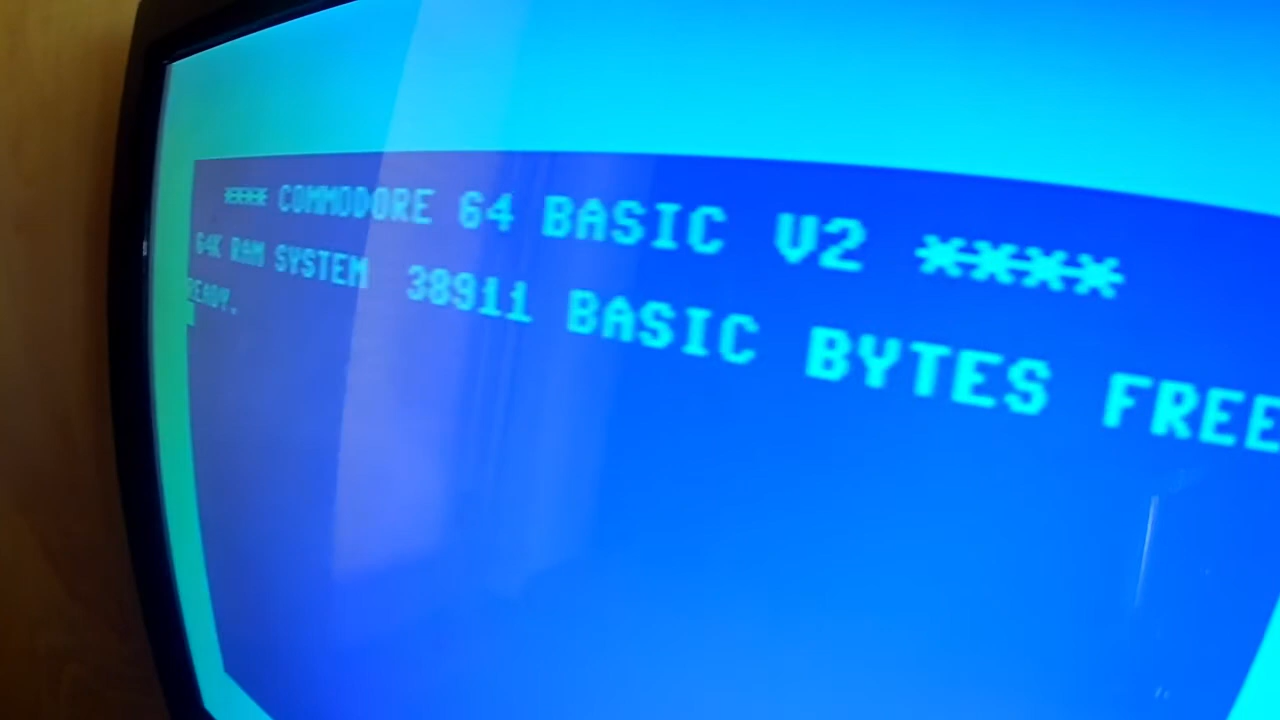 **** COMMODORE 64 BASIC V2 ****
64K RAM SYSTEM 38911 BASIC BYTES FREE
READY.